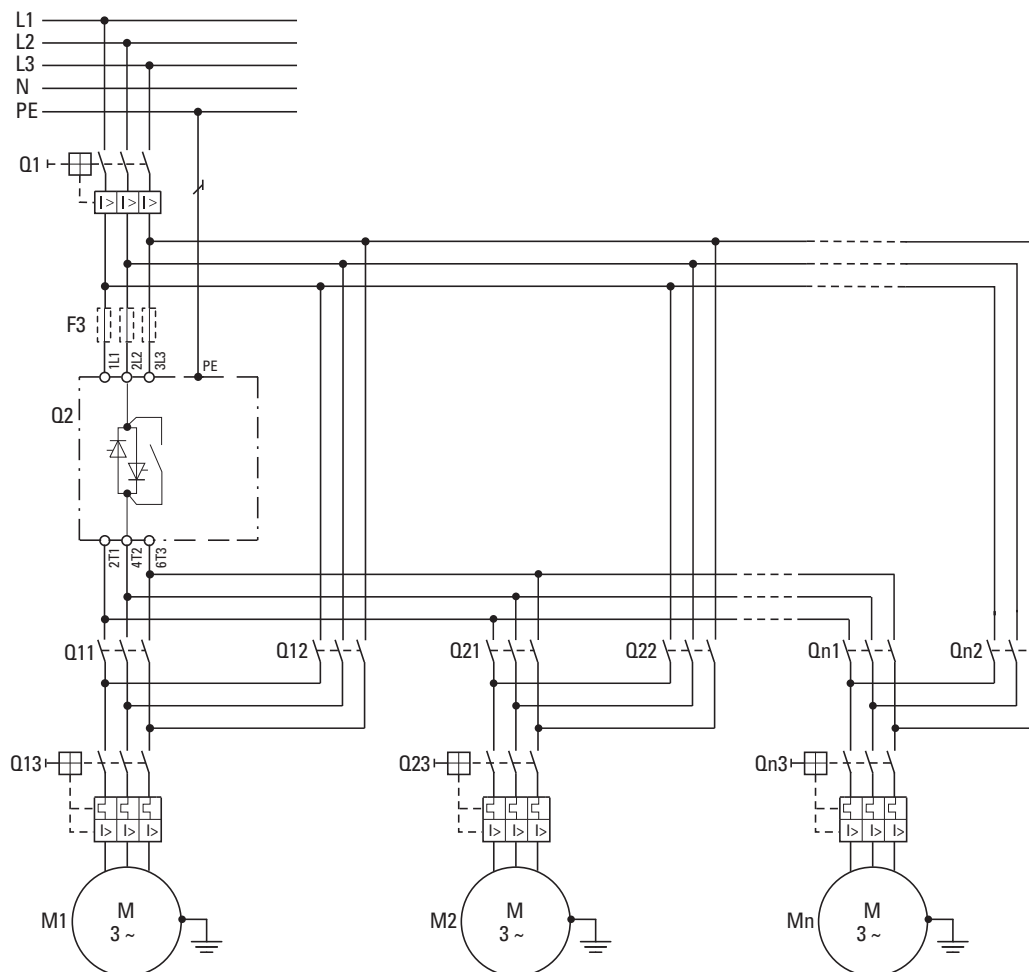 L1
L2
L3
N
PE
Q1
I> I> I>
F3
1L1 2L2 3L3 PE
Q2
2T1 4T2 6T3
Q11 Q12 Q21 Q22 Qn1 Qn2
Q13 Q23 Qn3
I> I> I> I> I> I> I> I> I>
M1 M 3 ~ M2 M 3 ~ Mn M 3 ~